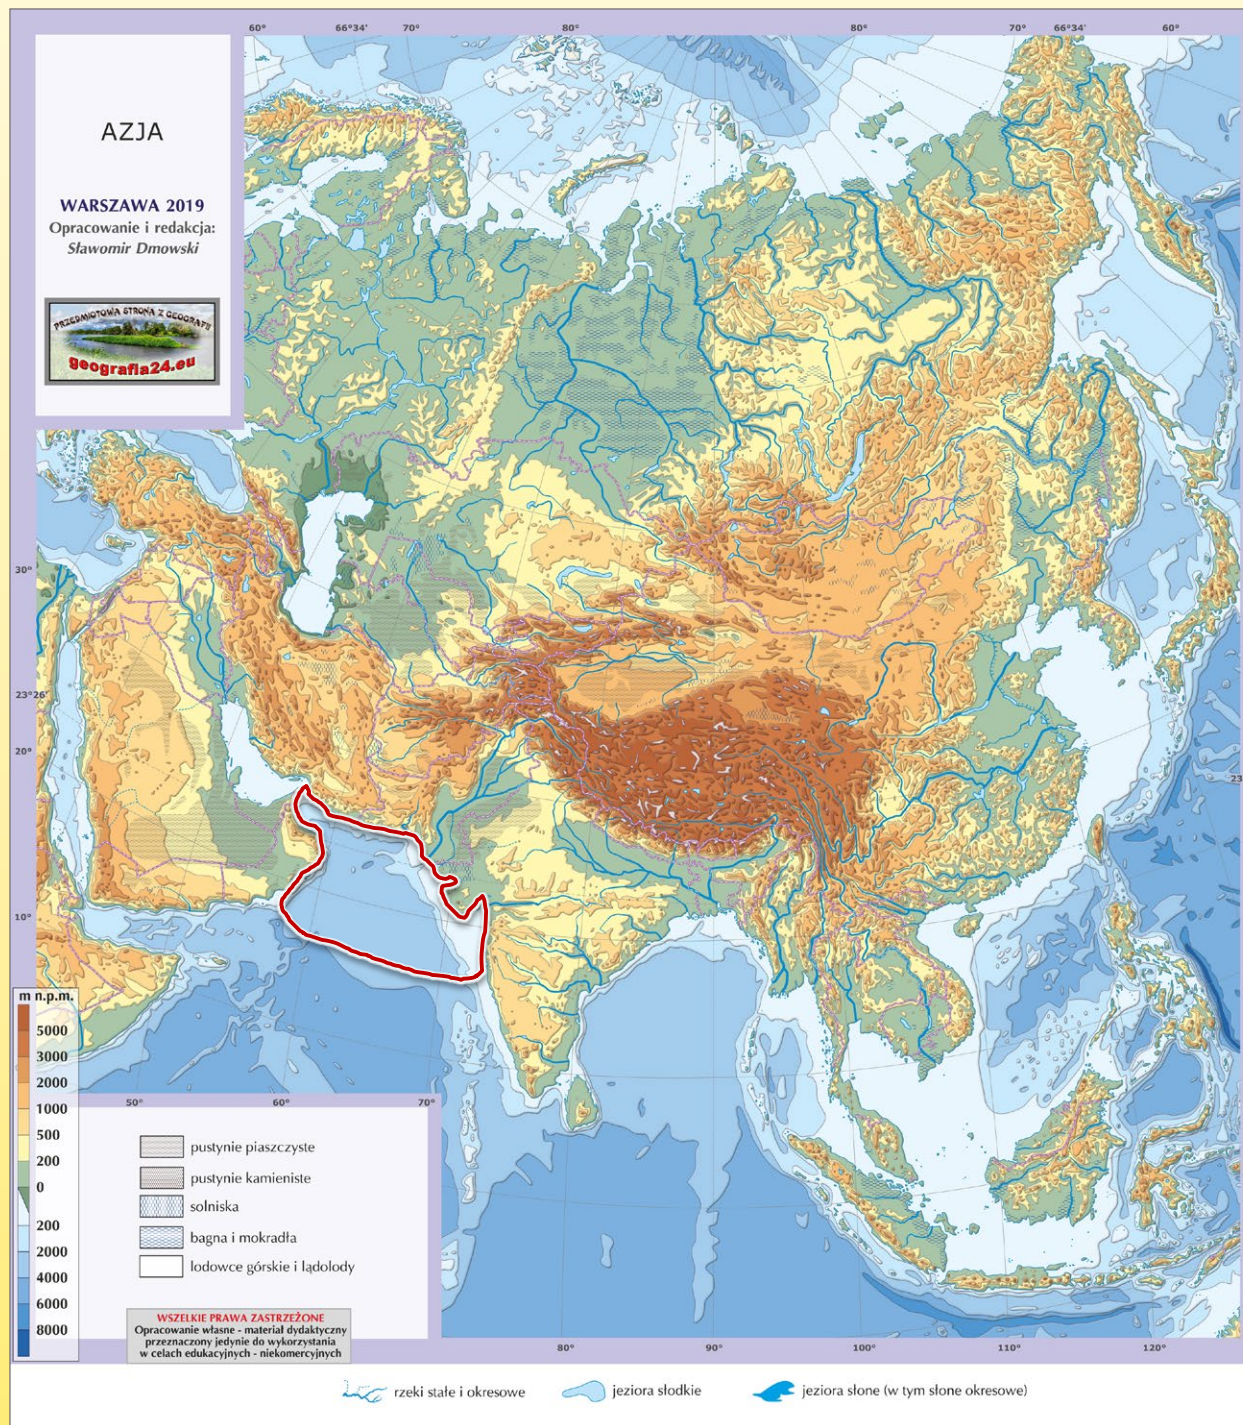 60° 66°34' 70° 80° 80° 70° 66°34' 60°
AZJA
WARSZAWA 2019
Opracowanie i redakcja:
Sławomir Dmowski
PRZEDMIOTOWA STRONA Z GEOGRAFII
geografia24.eu
30°
23°26'
20°
23
10°
m n.p.m.
5000
3000
2000
1000
500
200
0
200
2000
4000
6000
8000
50° 60° 70°
pustynie piaszczyste
pustynie kamieniste
solniska
bagna i mokradła
lodowce górskie i lądolody
WSZELKIE PRAWA ZASTRZEŻONE
Opracowanie własne - materiał dydaktyczny
przeznaczony jedynie do wykorzystania
w celach edukacyjnych - niekomercyjnych
80° 90° 100° 110° 120°
rzeki stałe i okresowe
jeziora słodkie
jeziora słone (w tym słone okresowe)